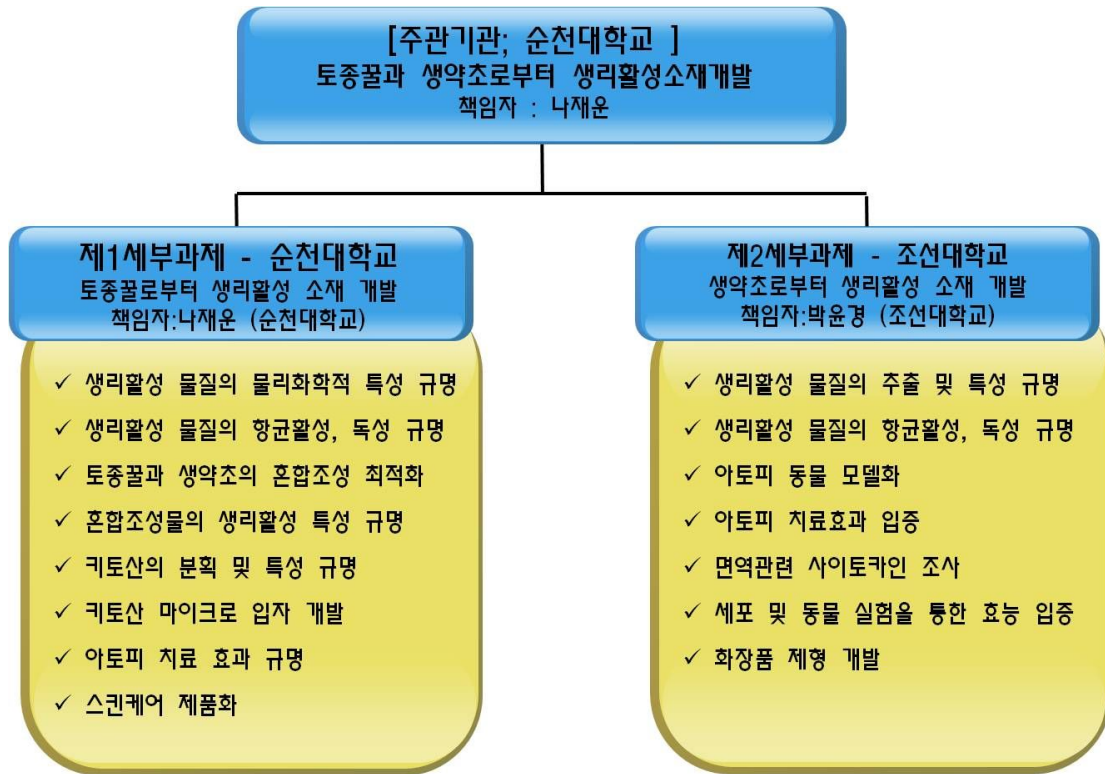 [주관기관; 순천대학교 ]
토종꿀과 생약초로부터 생리활성소재개발
책임자 : 나재운
제1세부과제 - 순천대학교
토종꿀로부터 생리활성 소재 개발
책임자:나재운 (순천대학교)
✓ 생리활성 물질의 물리화학적 특성 규명
✓ 생리활성 물질의 항균활성, 독성 규명
✓ 토종꿀과 생약초의 혼합조성 최적화
✓ 혼합조성물의 생리활성 특성 규명
✓ 키토산의 분획 및 특성 규명
✓ 키토산 마이크로 입자 개발
✓ 아토피 치료 효과 규명
✓ 스킨케어 제품화
제2세부과제 - 조선대학교
생약초로부터 생리활성 소재 개발
책임자:박윤경 (조선대학교)
✓ 생리활성 물질의 추출 및 특성 규명
✓ 생리활성 물질의 항균활성, 독성 규명
✓ 아토피 동물 모델화
✓ 아토피 치료효과 입증
✓ 면역관련 사이토카인 조사
✓ 세포 및 동물 실험을 통한 효능 입증
✓ 화장품 제형 개발